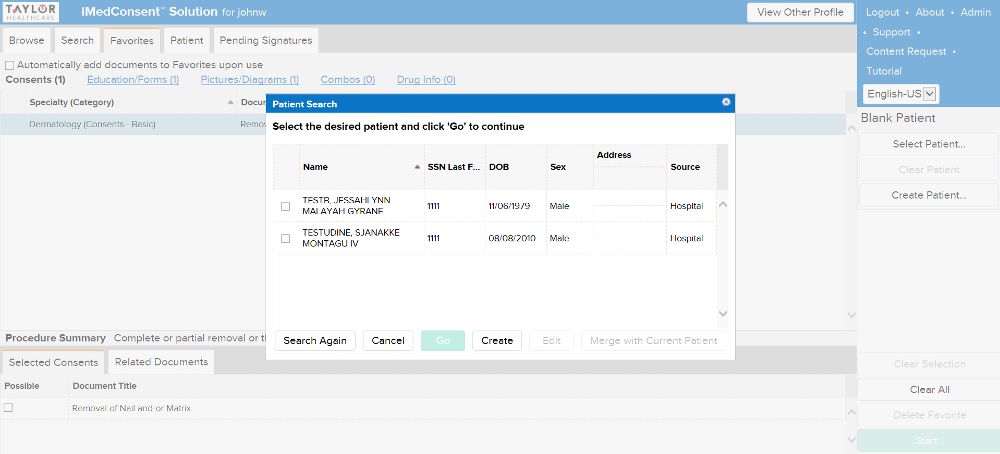 TAYLOR
HEALTHCARE
iMedConsent™ Solution for johnw
View Other Profile
Logout • About • Admin
• Support •
Content Request •
Tutorial
English-US
Browse
Search
Favorites
Patient
Pending Signatures
Automatically add documents to Favorites upon use
Consents (1) Education/Forms (1) Pictures/Diagrams (1) Combos (0) Drug Info (0)
Specialty (Category)
Dermatology (Consents - Basic)
Patient Search
Select the desired patient and click 'Go' to continue
Name SSN Last F... DOB Sex Address Source
TESTB, JESSAHLYNN
MALAYAH GYRANE
1111 11/06/1979 Male Hospital
TESTUDINE, SJANAKKE
MONTAGU IV
1111 08/08/2010 Male Hospital
Search Again
Cancel
Go
Create
Edit
Merge with Current Patient
Blank Patient
Select Patient...
Clear Patient
Create Patient...
Procedure Summary Complete or partial removal or
Selected Consents
Related Documents
Possible Document Title
Removal of Nail and-or Matrix
Clear Selection
Clear All
Delete Favorite
Start...